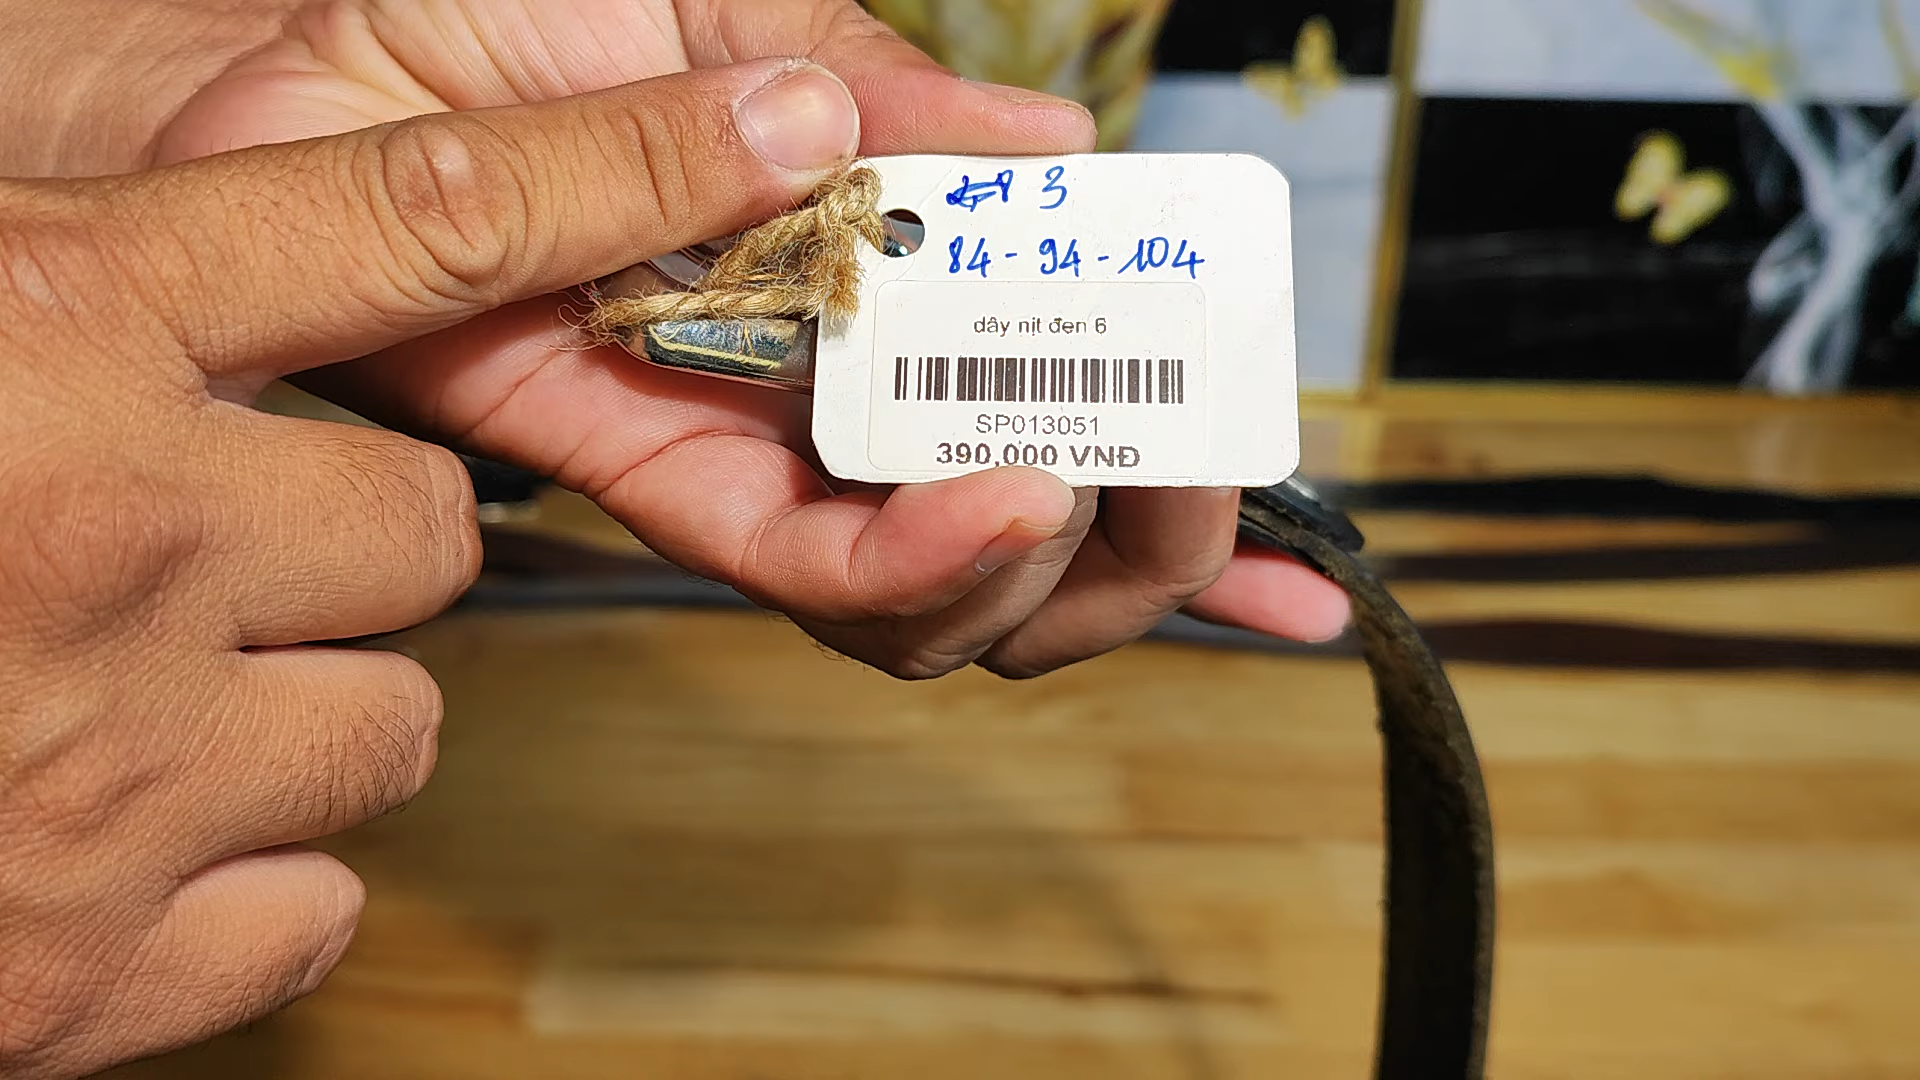 3
84 - 94 - 104
dây nịt đen 6
SP013051
390,000 VNĐ